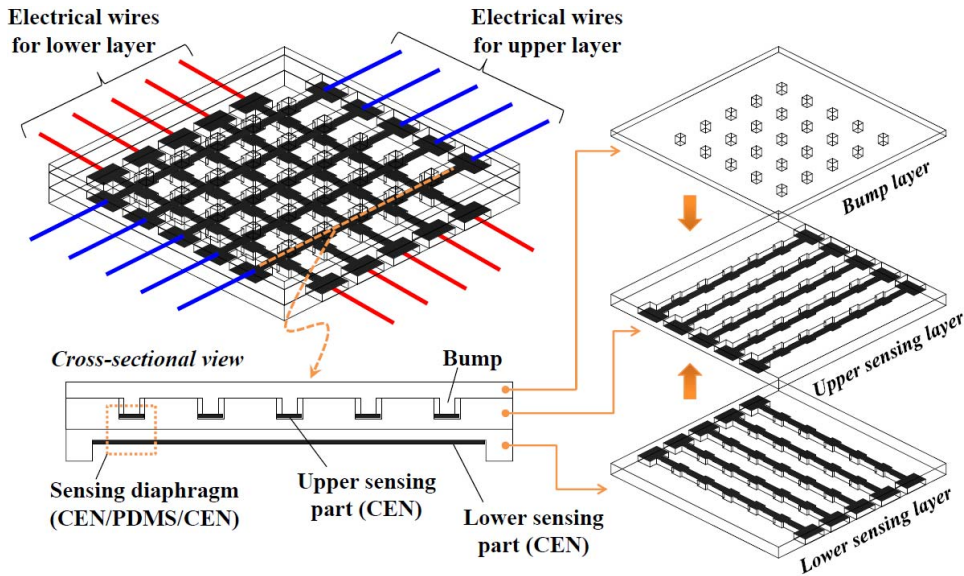 Electrical wires
for lower layer
Electrical wires
for upper layer
Bump layer
Upper sensing layer
Lower sensing layer
Cross-sectional view
Bump
Sensing diaphragm
(CEN/PDMS/CEN)
Upper sensing
part (CEN)
Lower sensing
part (CEN)